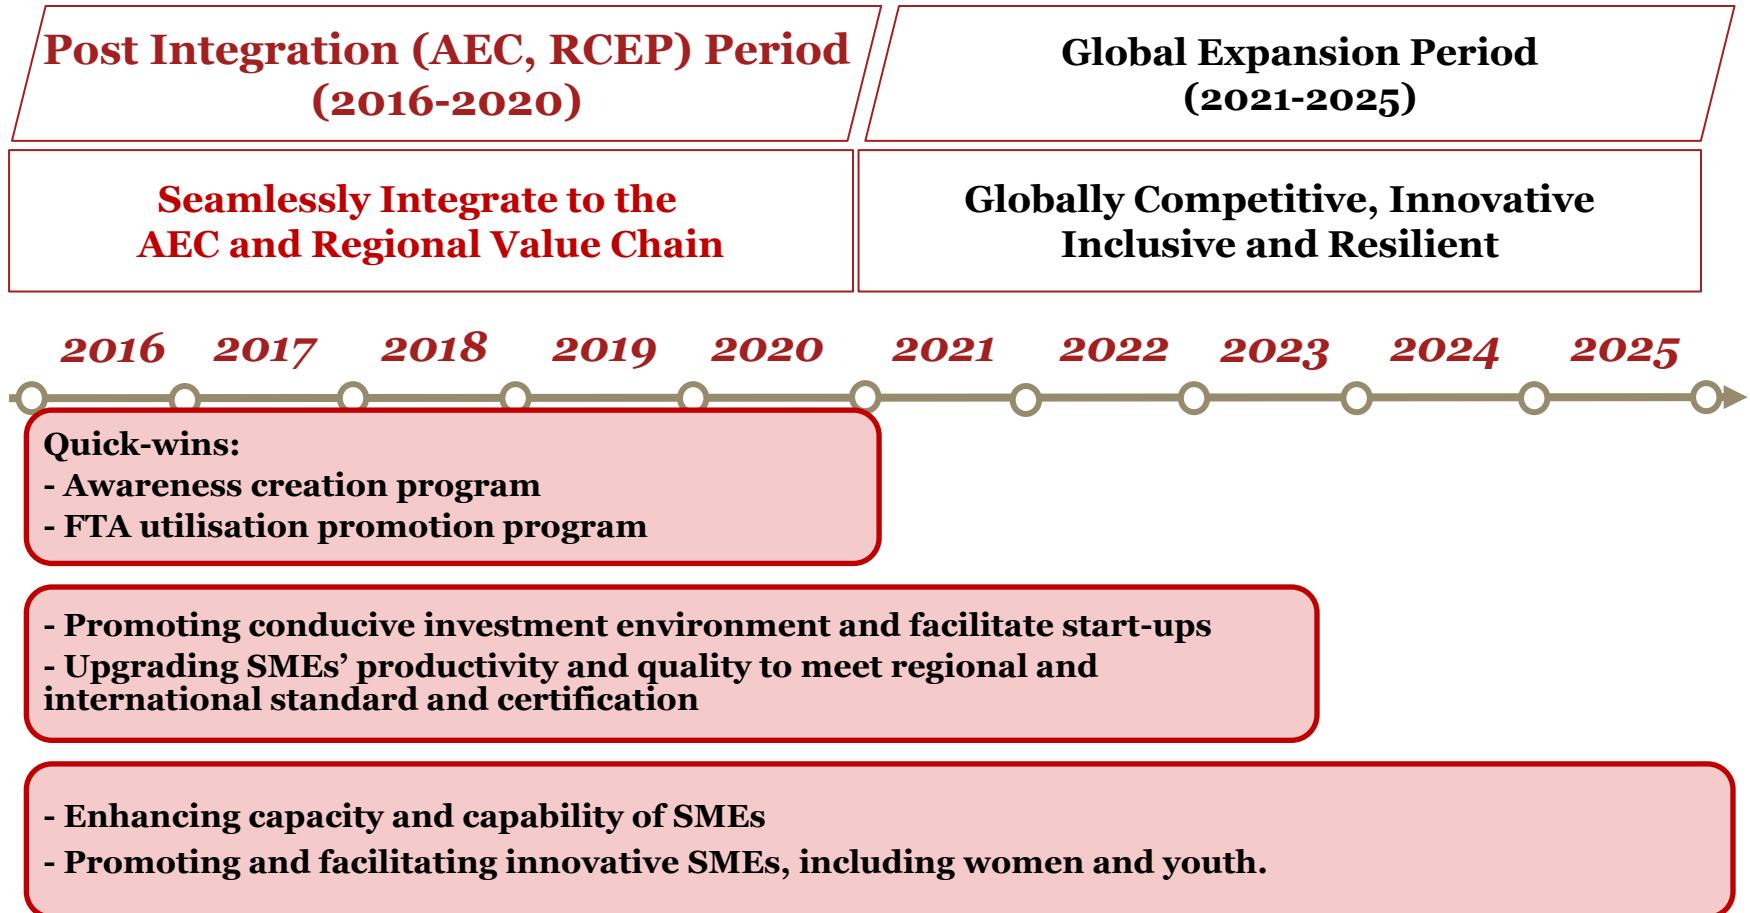 Post Integration (AEC, RCEP) Period
(2016-2020)
Global Expansion Period
(2021-2025)
Seamlessly Integrate to the
AEC and Regional Value Chain
Globally Competitive, Innovative
Inclusive and Resilient
2016 2017 2018 2019 2020 2021 2022 2023 2024 2025
Quick-wins:
- Awareness creation program
- FTA utilisation promotion program
- Promoting conducive investment environment and facilitate start-ups
- Upgrading SMEs’ productivity and quality to meet regional and
international standard and certification
- Enhancing capacity and capability of SMEs
- Promoting and facilitating innovative SMEs, including women and youth.